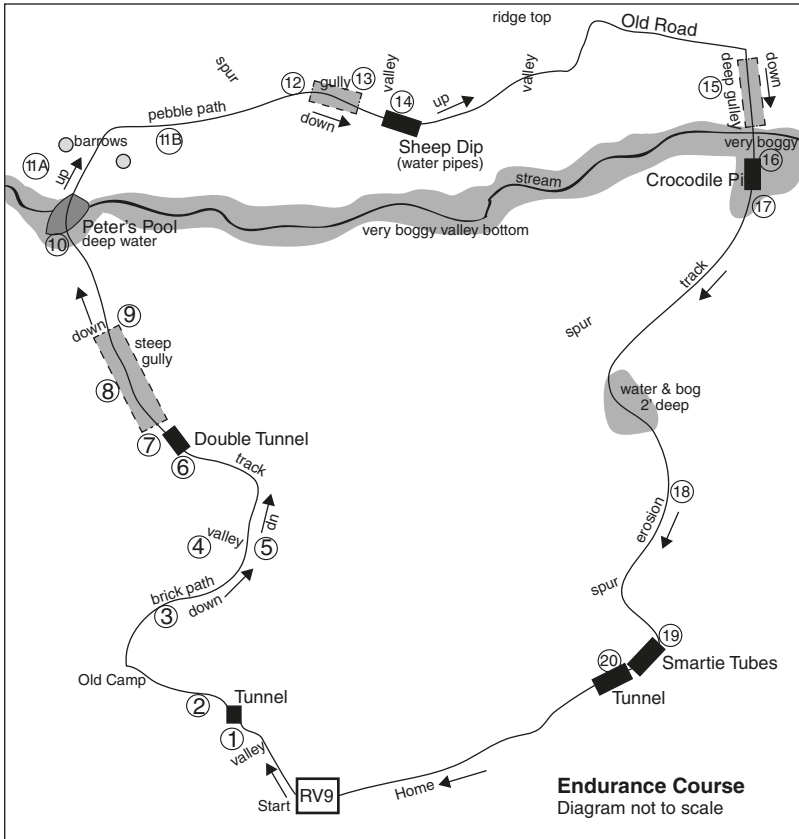 ridge top
Old Road
spur
12
gully
13
valley
valley
down
15
deep gulley
14
up
down
pebble path
Sheep Dip
(water pipes)
barrows
11B
11A
up
very boggy
16
Crocodile Pi
stream
17
Peter's Pool
deep water
10
very boggy valley bottom
track
down
9
spur
steep
gully
8
water & bog
2' deep
7
Double Tunnel
6
track
18
4
valley
5
up
erosion
brick path
down
3
spur
19
20
Smartie Tubes
Old Camp
Tunnel
2
Tunnel
1
valley
Home
Endurance Course
RV9
Start
Diagram not to scale